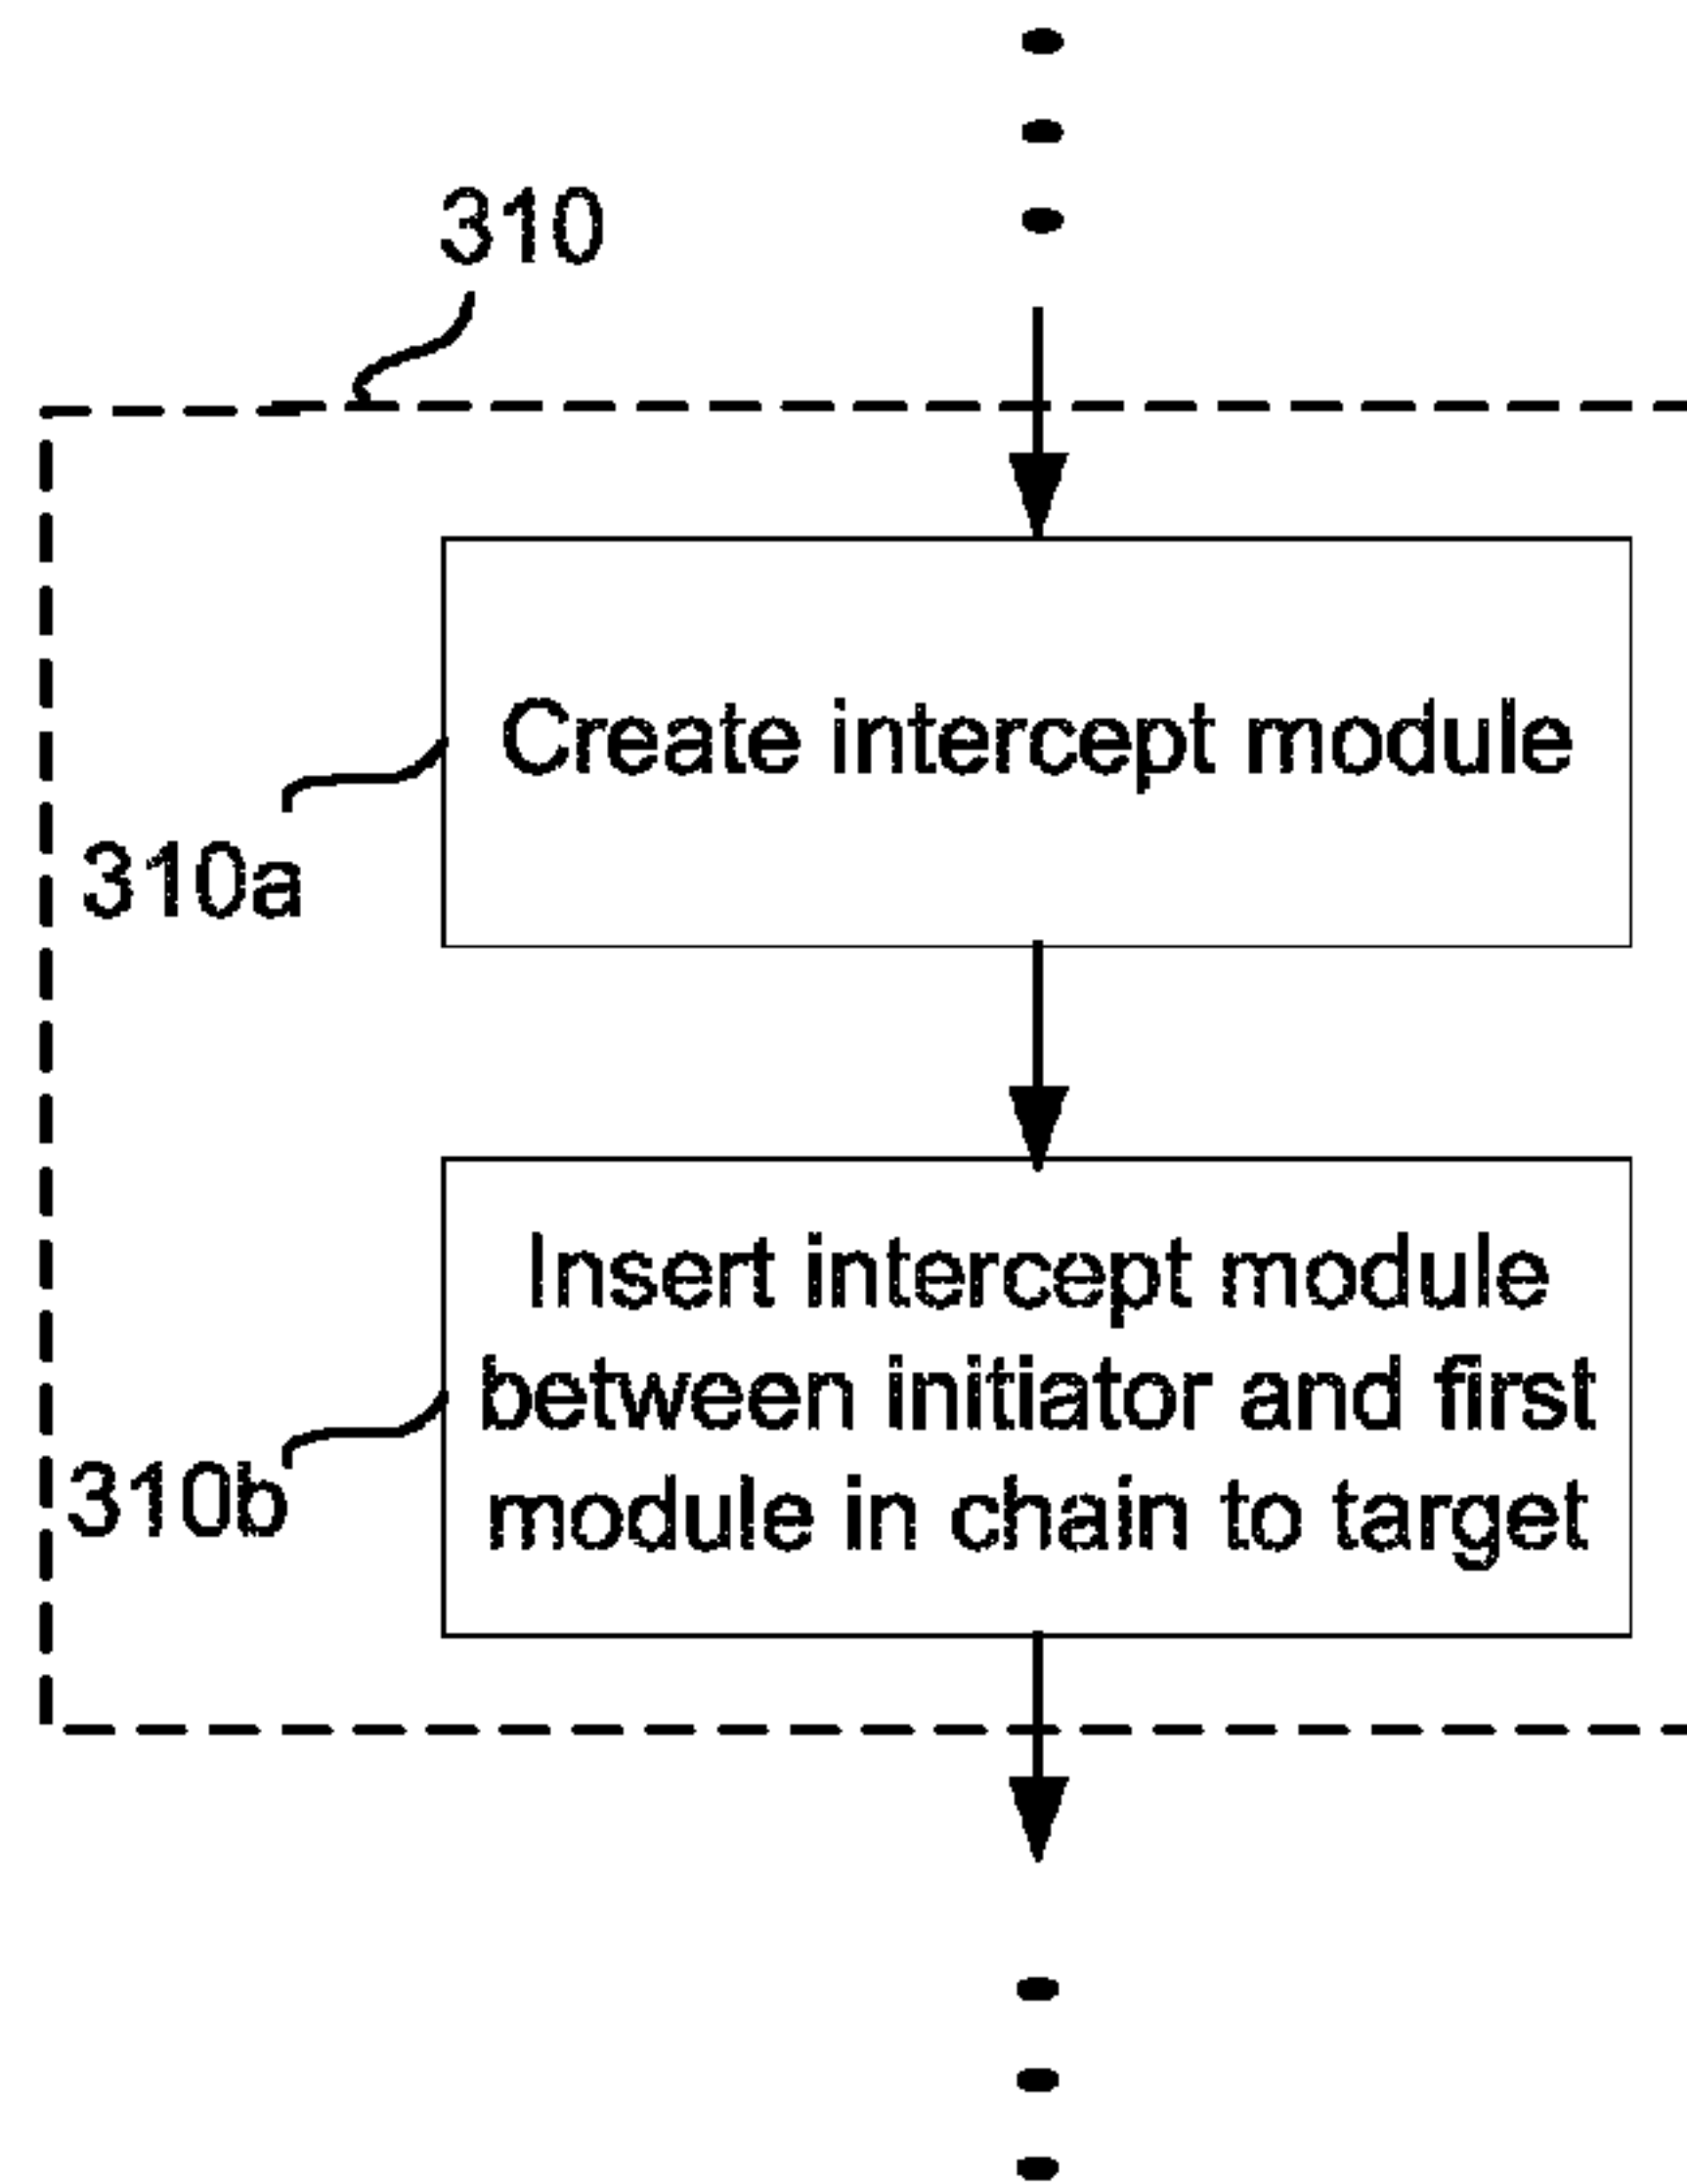 310
Create intercept module
310a
Insert intercept module
between initiator and first
module in chain to target
310b